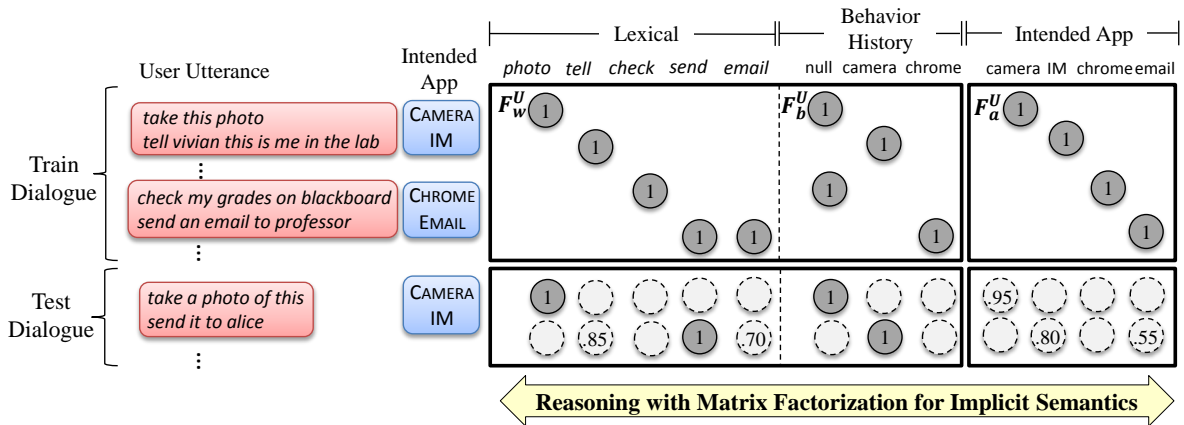 Lexical
Behavior
History
Intended App
User Utterance
Intended
App
photo tell check send email
null camera chrome
camera IM chrome email
Train
Dialogue
take this photo
tell vivian this is me in the lab
CAMERA
IM
...
check my grades on blackboard
send an email to professor
CHROME
EMAIL
...
F_w^U
1
F_b^U
1
F_a^U
1
1
1
1
1
1
1
1
1
1
1
Test
Dialogue
take a photo of this
send it to alice
CAMERA
IM
...
1 1 .95
.85 1 .70 1 .80 .55
Reasoning with Matrix Factorization for Implicit Semantics